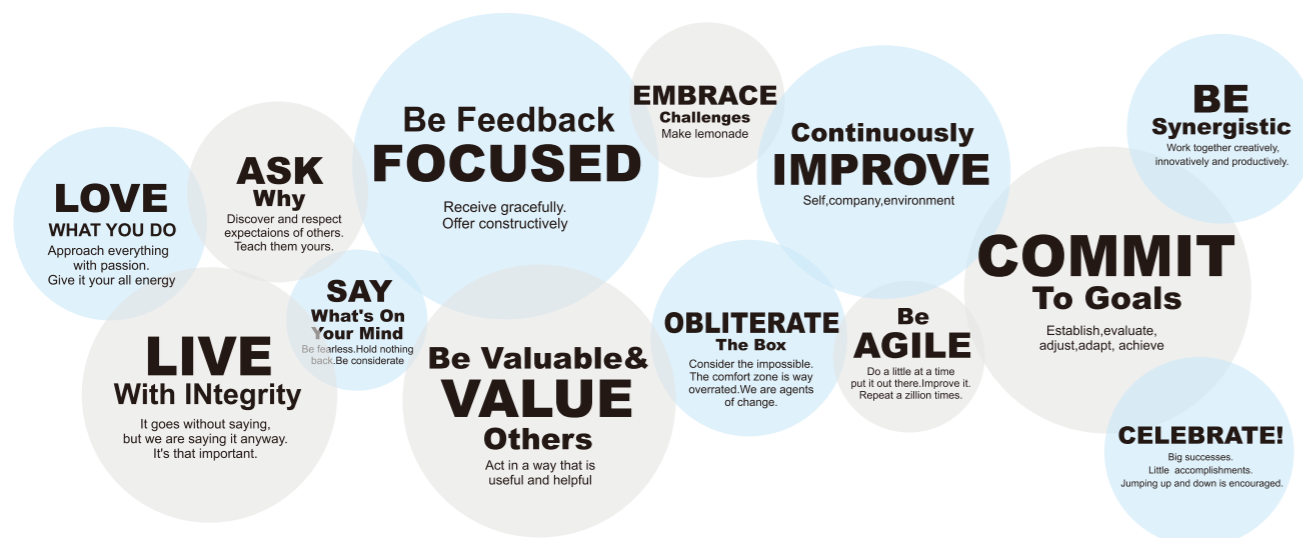 LOVE
WHAT YOU DO
Approach everything
with passion.
Give it your all energy
ASK
Why
Discover and respect
expectaions of others.
Teach them yours.
LIVE
With INtegrity
It goes without saying,
but we are saying it anyway.
It's that important.
SAY
What's On
Your Mind
Be fearless.Hold nothing
back.Be considerate
Be Feedback
FOCUSED
Receive gracefully.
Offer constructively
Be Valuable&
VALUE
Others
Act in a way that is
useful and helpful
EMBRACE
Challenges
Make lemonade
Continuously
IMPROVE
Self,company,environment
OBLITERATE
The Box
Consider the impossible.
The comfort zone is way
overrated.We are agents
of change.
Be
AGILE
Do a little at a time
put it out there.Improve it.
Repeat a zillion times.
BE
Synergistic
Work together creatively,
innovatively and productively.
COMMIT
To Goals
Establish,evaluate,
adjust,adapt, achieve
CELEBRATE!
Big successes.
Little accomplishments.
Jumping up and down is encouraged.